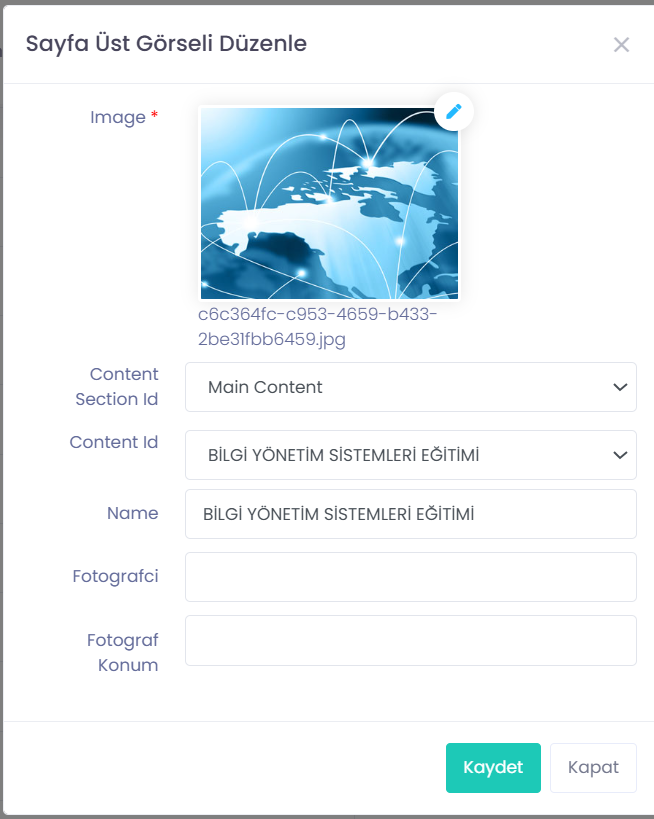 Sayfa Üst Görseli Düzenle
Image *
c6c364fc-c953-4659-b433-
2be31fbb6459.jpg
Content
Section Id
Main Content
Content Id
BİLGİ YÖNETİM SİSTEMLERİ EĞİTİMİ
Name
BİLGİ YÖNETİM SİSTEMLERİ EĞİTİMİ
Fotografci
Fotograf
Konum
Kaydet
Kapat